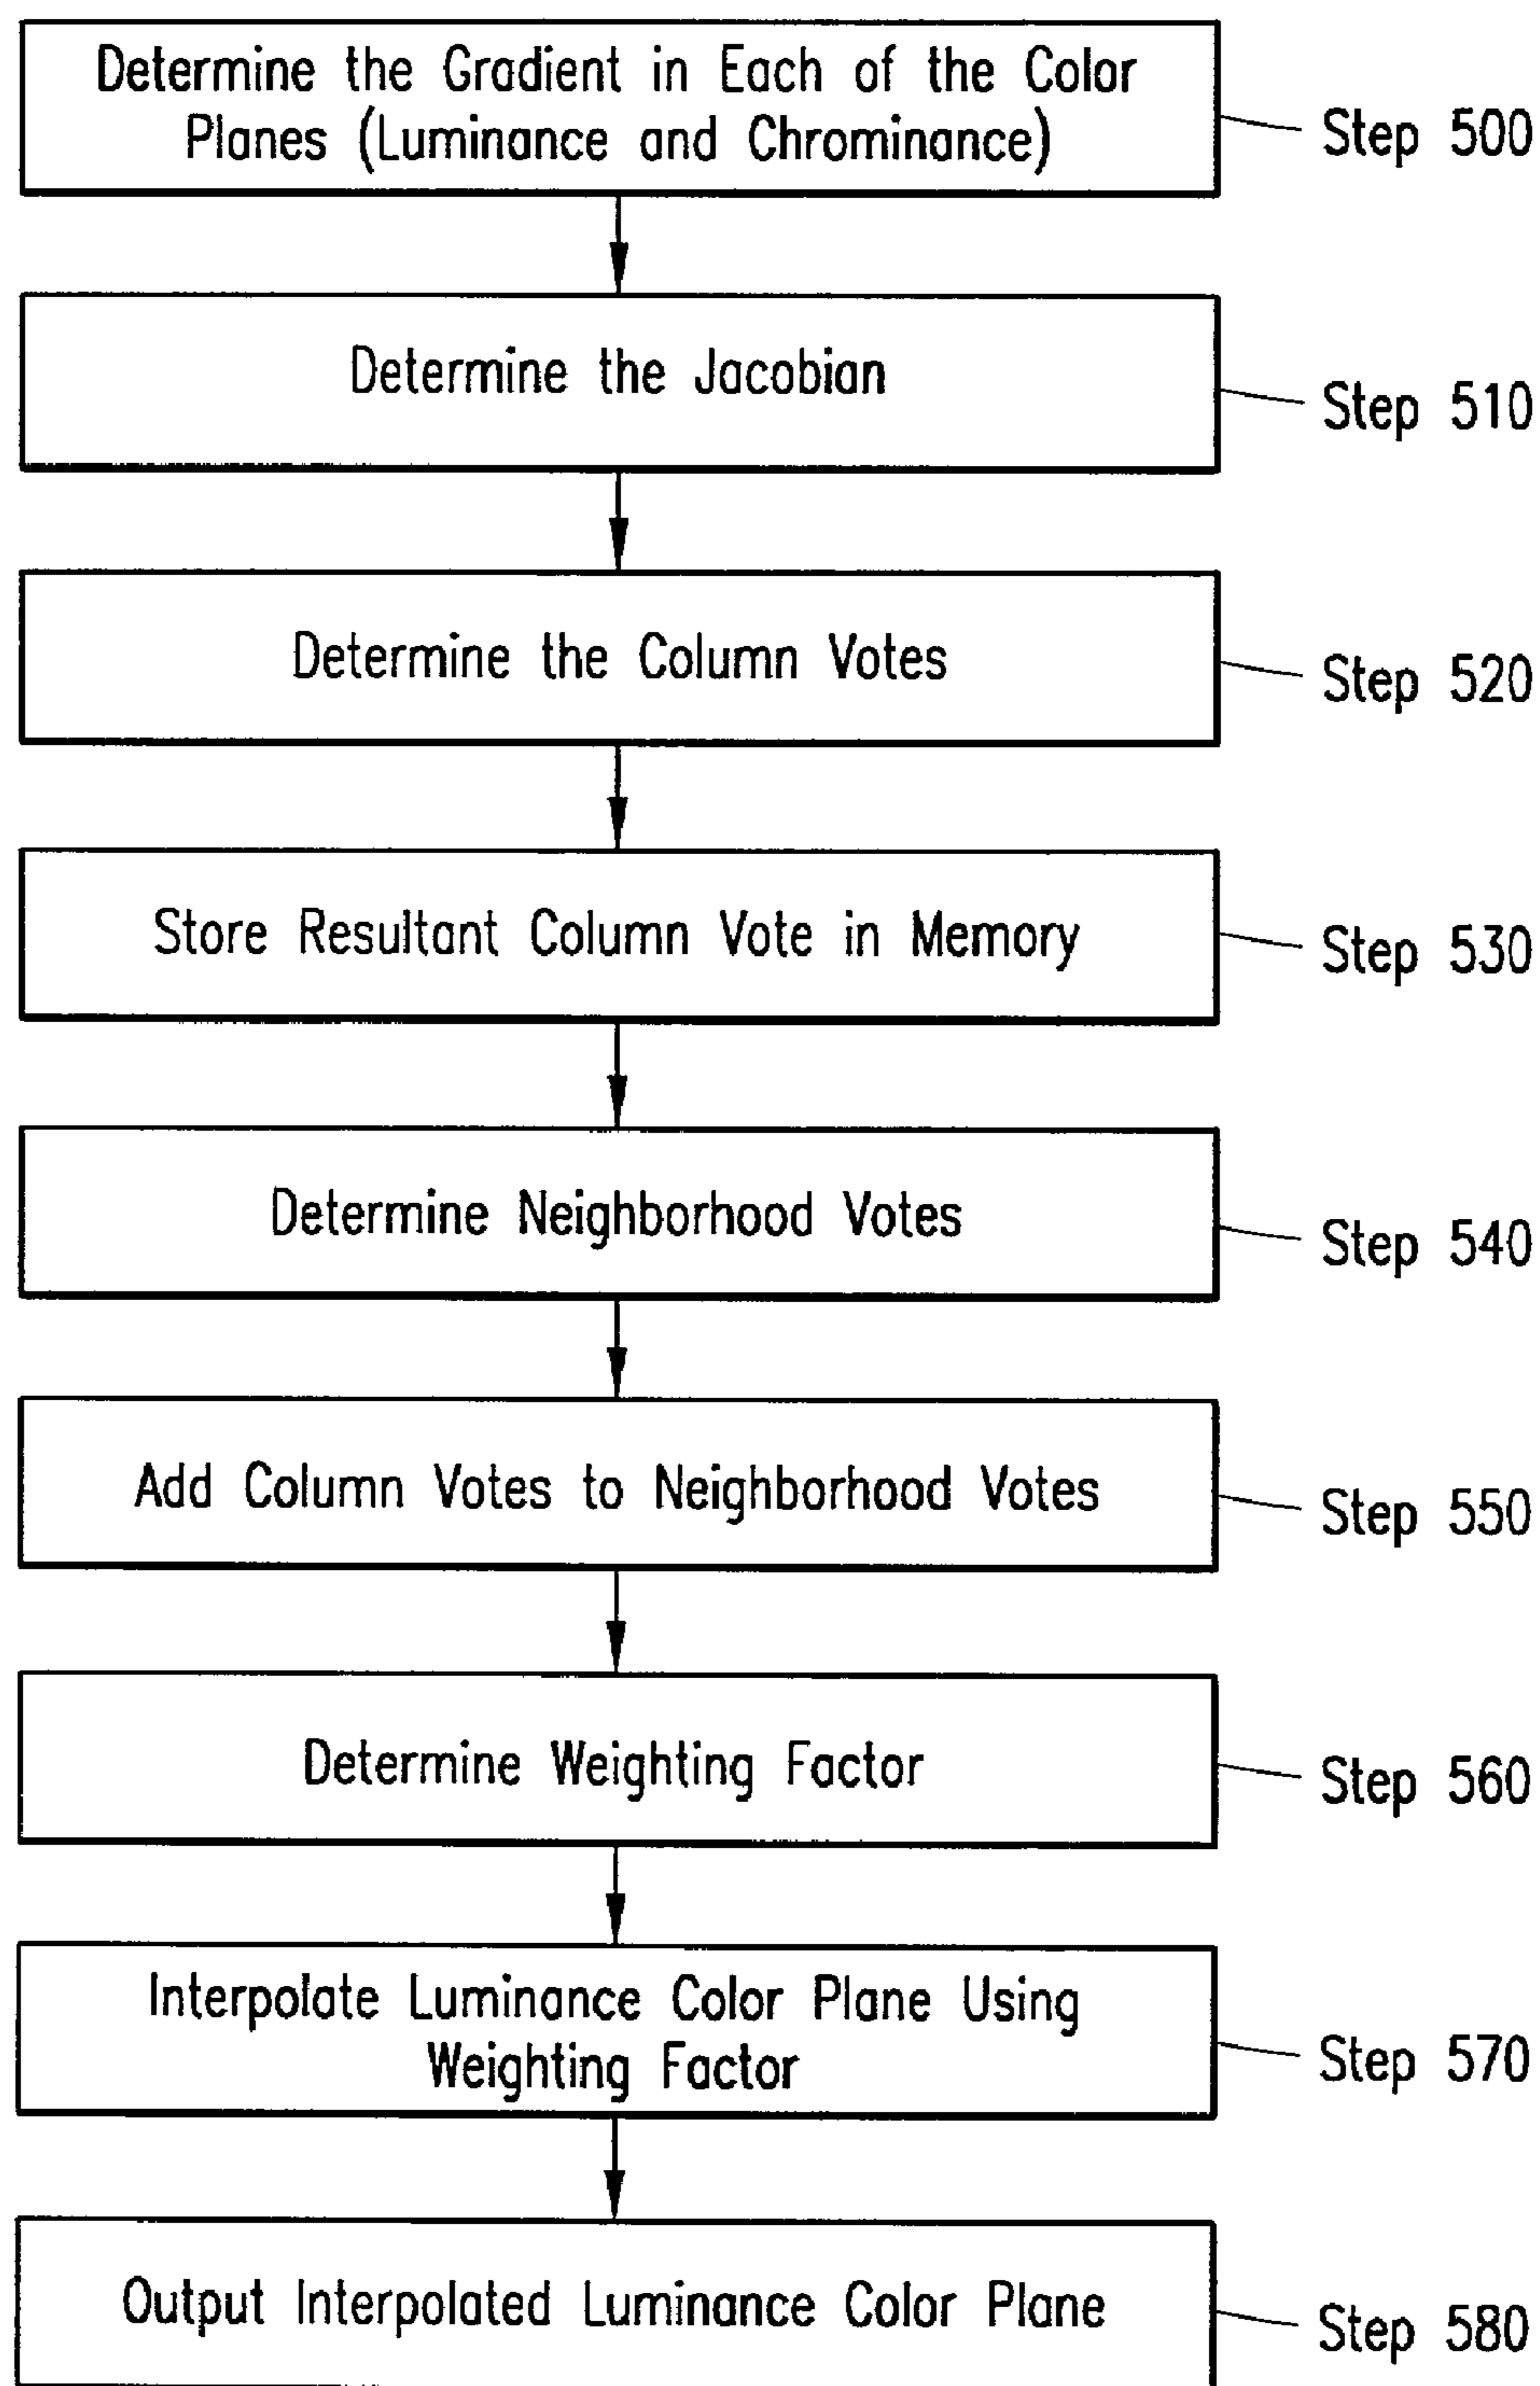 Determine the Gradient in Each of the Color
Planes (Luminance and Chrominance)
Step 500
Determine the Jacobian
Step 510
Determine the Column Votes
Step 520
Store Resultant Column Vote in Memory
Step 530
Determine Neighborhood Votes
Step 540
Add Column Votes to Neighborhood Votes
Step 550
Determine Weighting Factor
Step 560
Interpolate Luminance Color Plane Using
Weighting Factor
Step 570
Output Interpolated Luminance Color Plane
Step 580